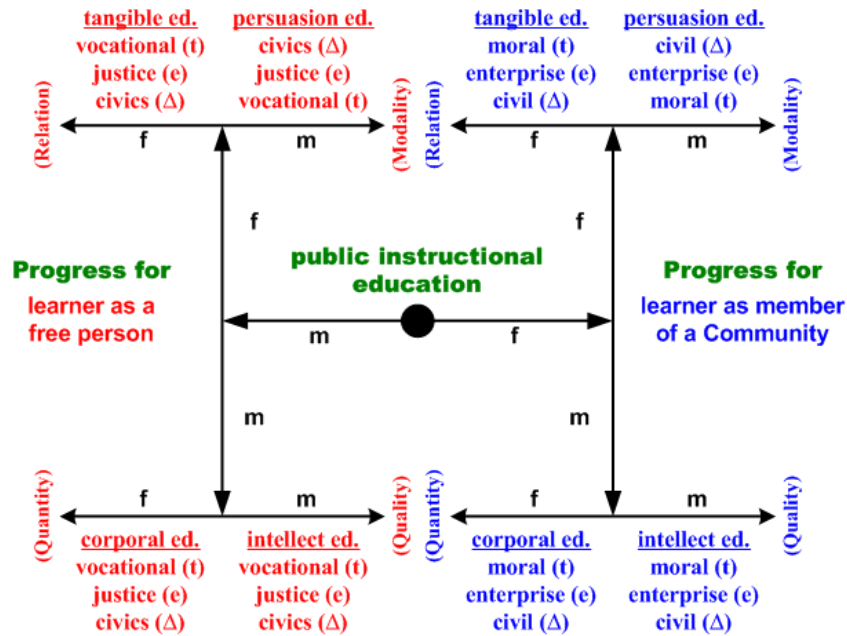 tangible ed.
vocational (t)
justice (e)
civics (Δ)
persuasion ed.
civics (Δ)
justice (e)
vocational (t)
tangible ed.
moral (t)
enterprise (e)
civil (Δ)
persuasion ed.
civil (Δ)
enterprise (e)
moral (t)
(Relation)
f
m
(Modality)
(Relation)
f
m
(Modality)
f
f
Progress for
learner as a
free person
public instructional
education
m
f
Progress for
learner as member
of a Community
m
m
(Quantity)
f
m
(Quality)
(Quantity)
f
m
(Quality)
corporal ed.
vocational (t)
justice (e)
civics (Δ)
intellect ed.
vocational (t)
justice (e)
civics (Δ)
corporal ed.
moral (t)
enterprise (e)
civil (Δ)
intellect ed.
moral (t)
enterprise (e)
civil (Δ)